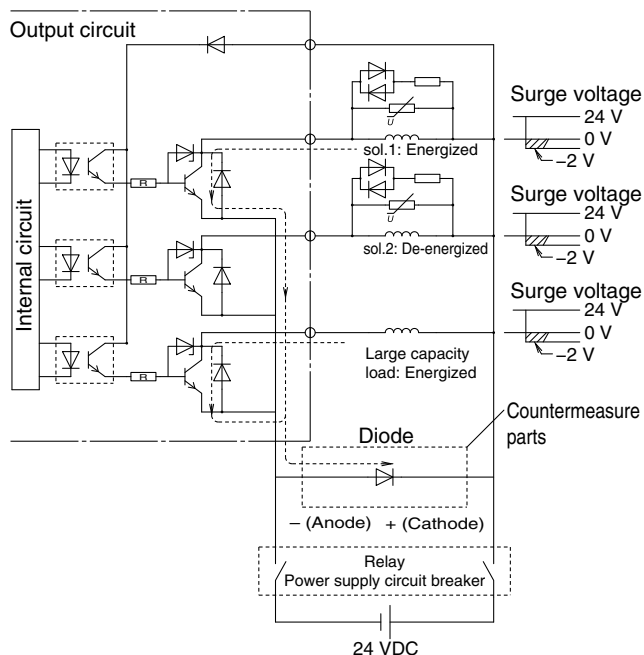 Output circuit
Surge voltage
24 V
0 V
−2 V
U
sol.1: Energized
R
Surge voltage
24 V
0 V
−2 V
U
sol.2: De-energized
R
Internal circuit
Surge voltage
24 V
0 V
−2 V
Large capacity
load: Energized
R
Countermeasure
parts
Diode
− (Anode)
+ (Cathode)
Relay
Power supply circuit breaker
24 VDC